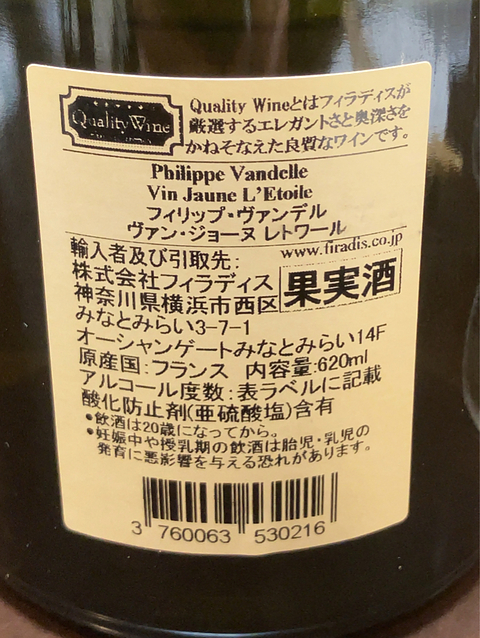 Quality Wine
Quality Wineとはフィラディスが
厳選するエレガントさと奥深さを
かねそなえた良質なワインです。
Philippe Vandelle
Vin Jaune L'Etoile
フィリップ・ヴァンデル
ヴァン・ジョーヌ レトワール
輸入者及び引取先:
www.firadis.co.jp
株式会社フィラディス
果実酒
神奈川県横浜市西区
みなとみらい3-7-1
オーシャンゲートみなとみらい14F
原産国:フランス 内容量:620ml
アルコール度数:表ラベルに記載
酸化防止剤(亜硫酸塩)含有
•飲酒は20歳になってから。
•妊娠中や授乳期の飲酒は胎児・乳児の
発育に悪影響を与える恐れがあります。
3 760063 530216